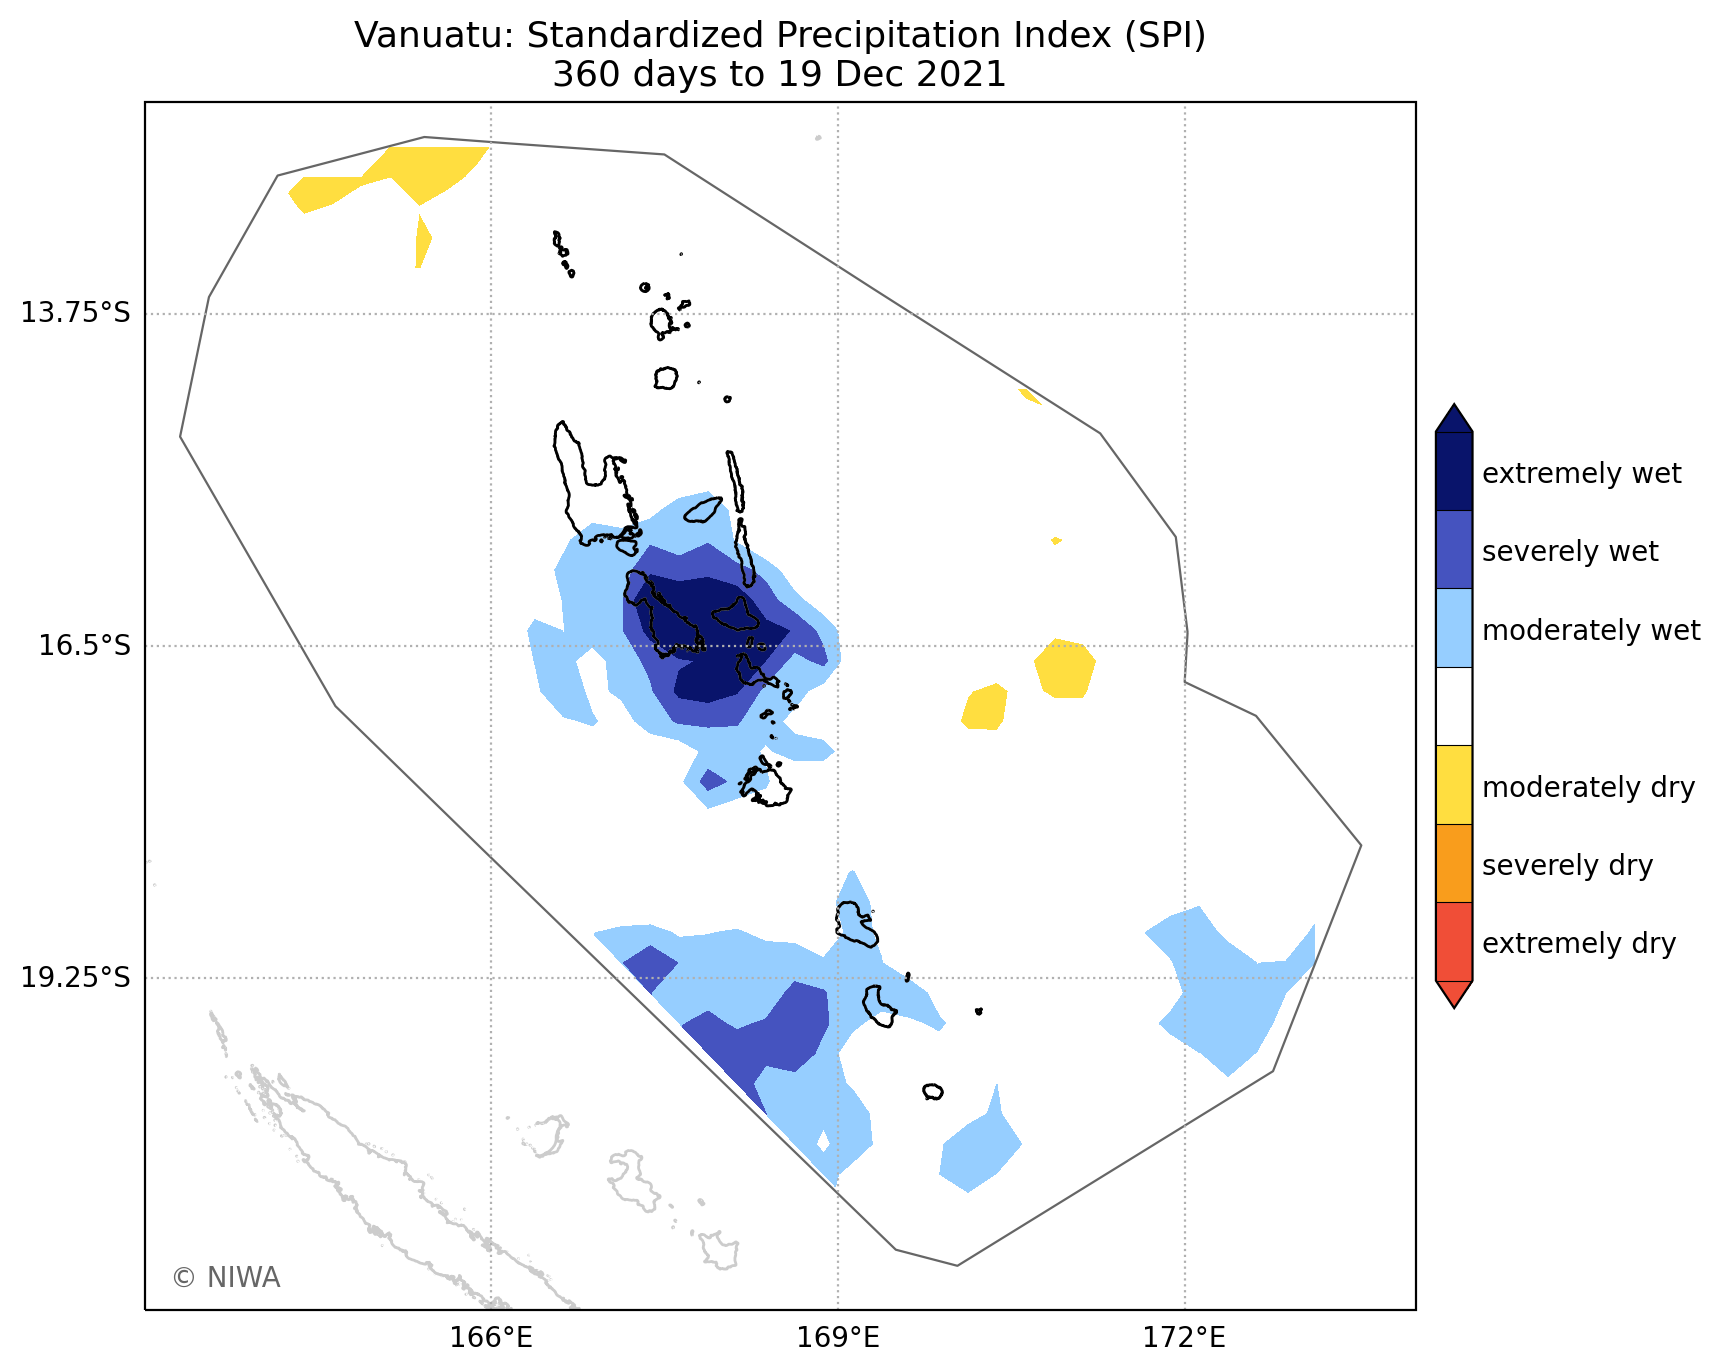 Vanuatu: Standardized Precipitation Index (SPI)
360 days to 19 Dec 2021
13.75°S
16.5°S
19.25°S
166°E
169°E
172°E
extremely wet
severely wet
moderately wet
moderately dry
severely dry
extremely dry
© NIWA